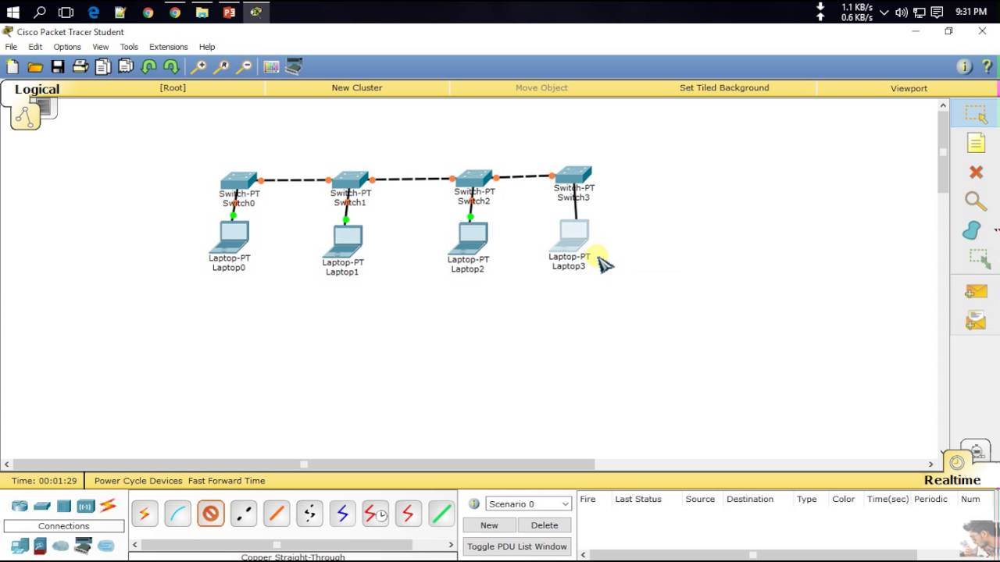 1.1 KB/s
0.6 KB/s
9:31 PM
Cisco Packet Tracer Student
File Edit Options View Tools Extensions Help
Logical [Root] New Cluster Move Object Set Tiled Background Viewport
Switch-PT
Switch0
Switch-PT
Switch1
Switch-PT
Switch2
Switch-PT
Switch3
Laptop-PT
Laptop0
Laptop-PT
Laptop1
Laptop-PT
Laptop2
Laptop-PT
Laptop3
Time: 00:01:29 Power Cycle Devices Fast Forward Time Realtime
Connections
Copper Straight-Through
Scenario 0
New Delete
Toggle PDU List Window
Fire Last Status Source Destination Type Color Time(sec) Periodic Num